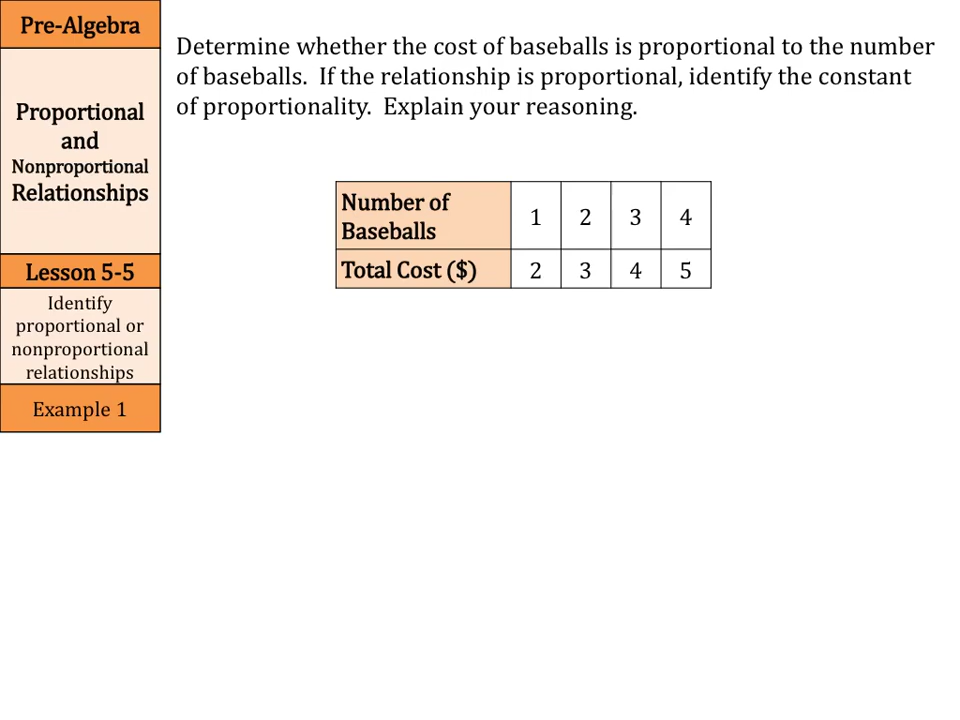 Pre-Algebra
Proportional
and
Nonproportional
Relationships
Lesson 5-5
Identify
proportional or
nonproportional
relationships
Example 1
Determine whether the cost of baseballs is proportional to the number
of baseballs.  If the relationship is proportional, identify the constant
of proportionality.  Explain your reasoning.
Number of
Baseballs 1 2 3 4
Total Cost ($) 2 3 4 5